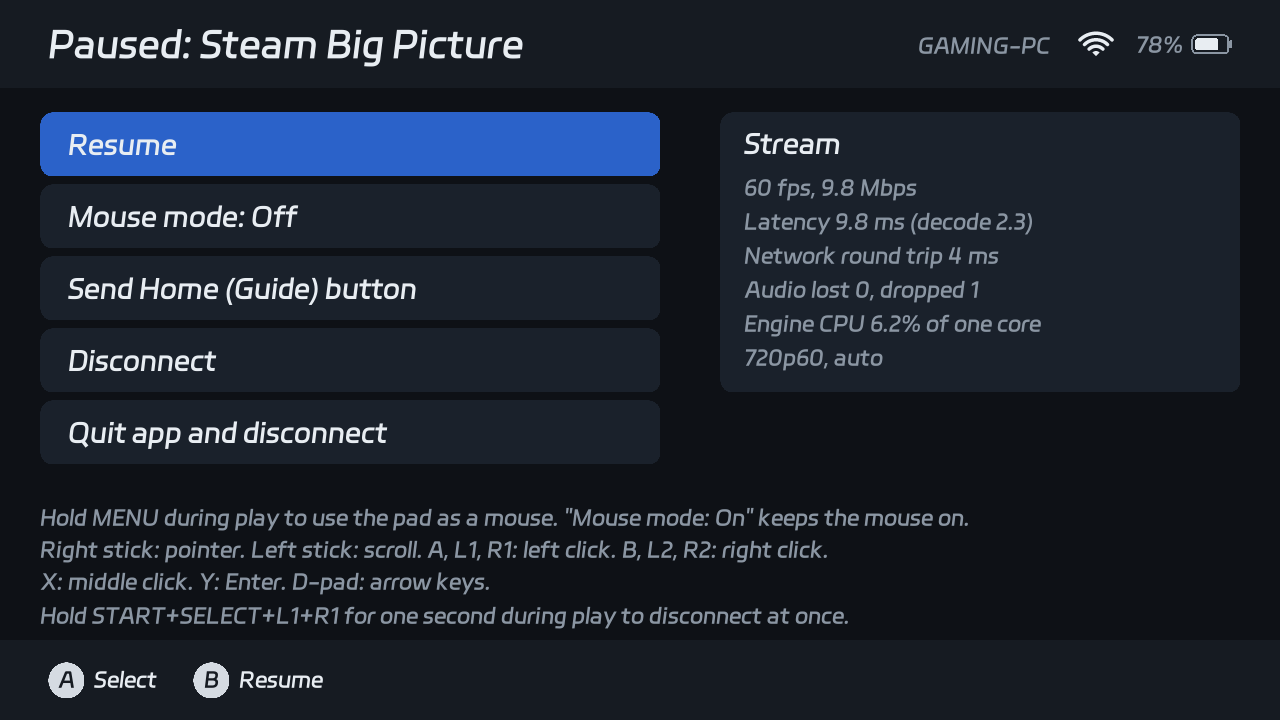 Paused: Steam Big Picture
GAMING-PC
78%
Resume
Mouse mode: Off
Send Home (Guide) button
Disconnect
Quit app and disconnect
Stream
60 fps, 9.8 Mbps
Latency 9.8 ms (decode 2.3)
Network round trip 4 ms
Audio lost 0, dropped 1
Engine CPU 6.2% of one core
720p60, auto
Hold MENU during play to use the pad as a mouse. "Mouse mode: On" keeps the mouse on.
Right stick: pointer. Left stick: scroll. A, L1, R1: left click. B, L2, R2: right click.
X: middle click. Y: Enter. D-pad: arrow keys.
Hold START+SELECT+L1+R1 for one second during play to disconnect at once.
A Select
B Resume